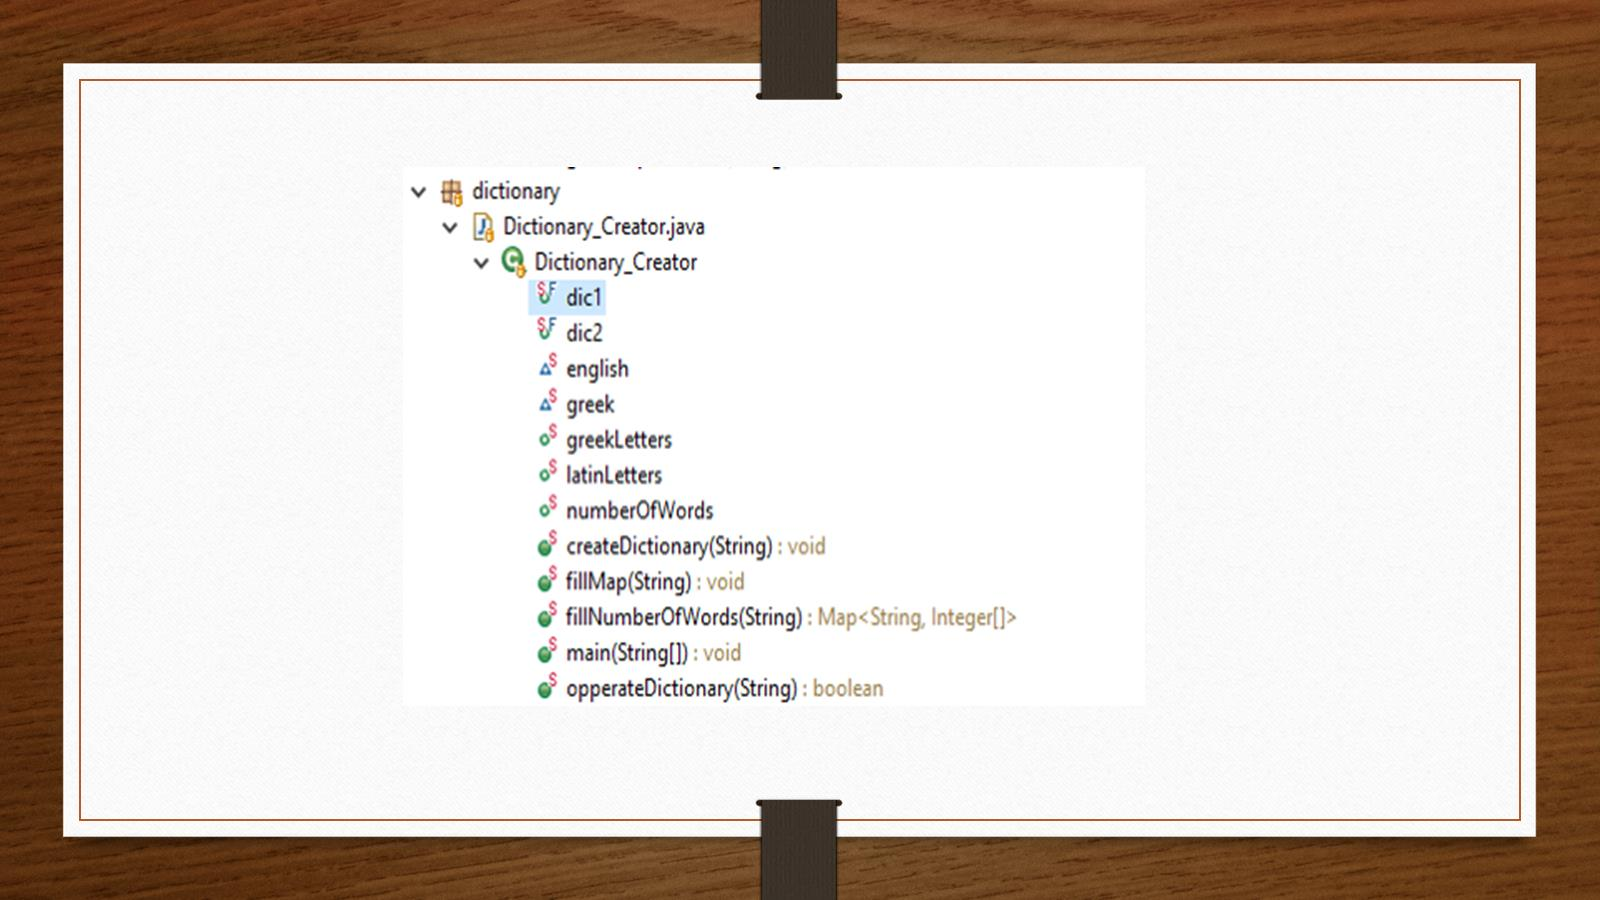 dictionary
Dictionary_Creator.java
Dictionary_Creator
dic1
dic2
english
greek
greekLetters
latinLetters
numberOfWords
createDictionary(String) : void
fillMap(String) : void
fillNumberOfWords(String) : Map<String, Integer[]>
main(String[]) : void
opperateDictionary(String) : boolean